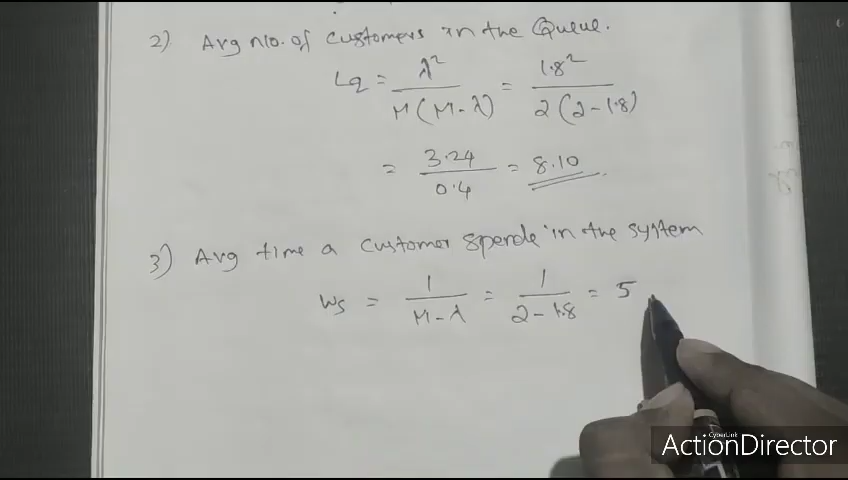 2) Avg no. of customers in the Queue.
Lq = λ² / μ(μ-λ) = 1.8² / 2(2-1.8)
= 3.24 / 0.4 = 8.10
3) Avg time a customer spends in the system
Ws = 1 / μ-λ = 1 / 2-1.8 = 5
CyberLink
ActionDirector